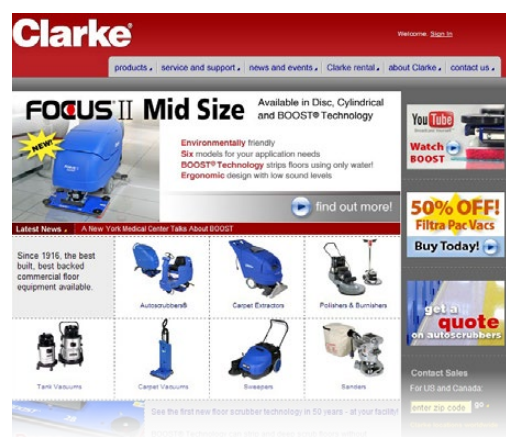 Clarke®
Welcome. Sign In
products
service and support
news and events
Clarke rental
about Clarke
contact us
FOCUS II Mid Size
Available in Disc, Cylindrical
and BOOST® Technology
NEW!
Environmentally friendly
Six models for your application needs
BOOST® Technology strips floors using only water!
Ergonomic design with low sound levels
find out more!
You Tube
Broadcast Yourself
Watch
BOOST
50% OFF!
Filtra Pac Vacs
Buy Today!
get a
quote
on autoscrubbers
Latest News
A New York Medical Center Talks About BOOST
Since 1916, the best
built, best backed
commercial floor
equipment available.
Autoscrubbers®
Carpet Extractors
Polishers & Burnishers
Tank Vacuums
Carpet Vacuums
Sweepers
Sanders
Contact Sales
For US and Canada:
enter zip code
go
See the first new floor scrubber technology in 50 years - at your facility!